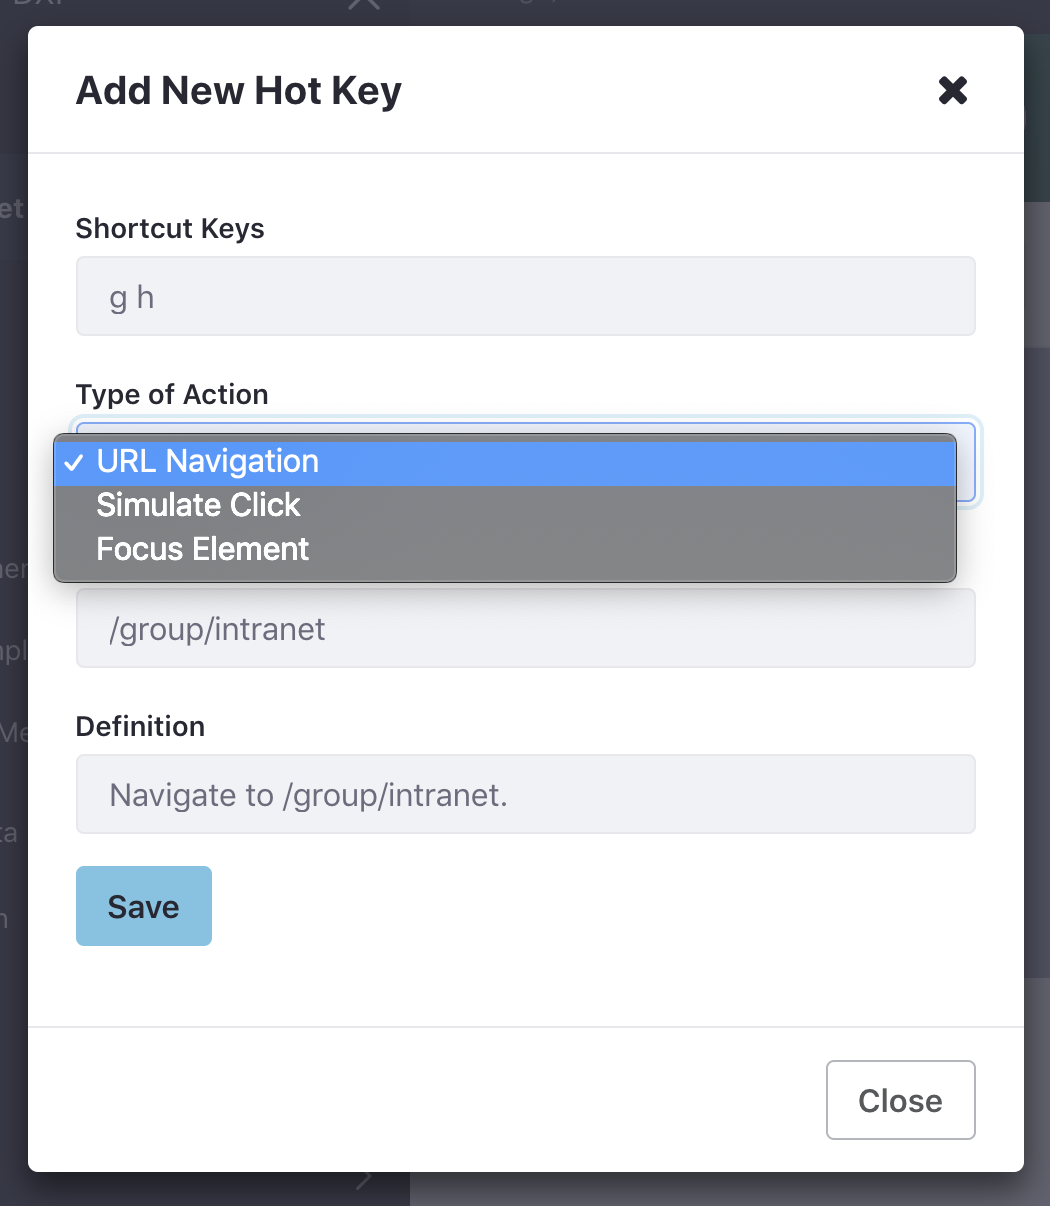 Add New Hot Key
Shortcut Keys
g h
Type of Action
URL Navigation
Simulate Click
Focus Element
/group/intranet
Definition
Navigate to /group/intranet.
Save
Close